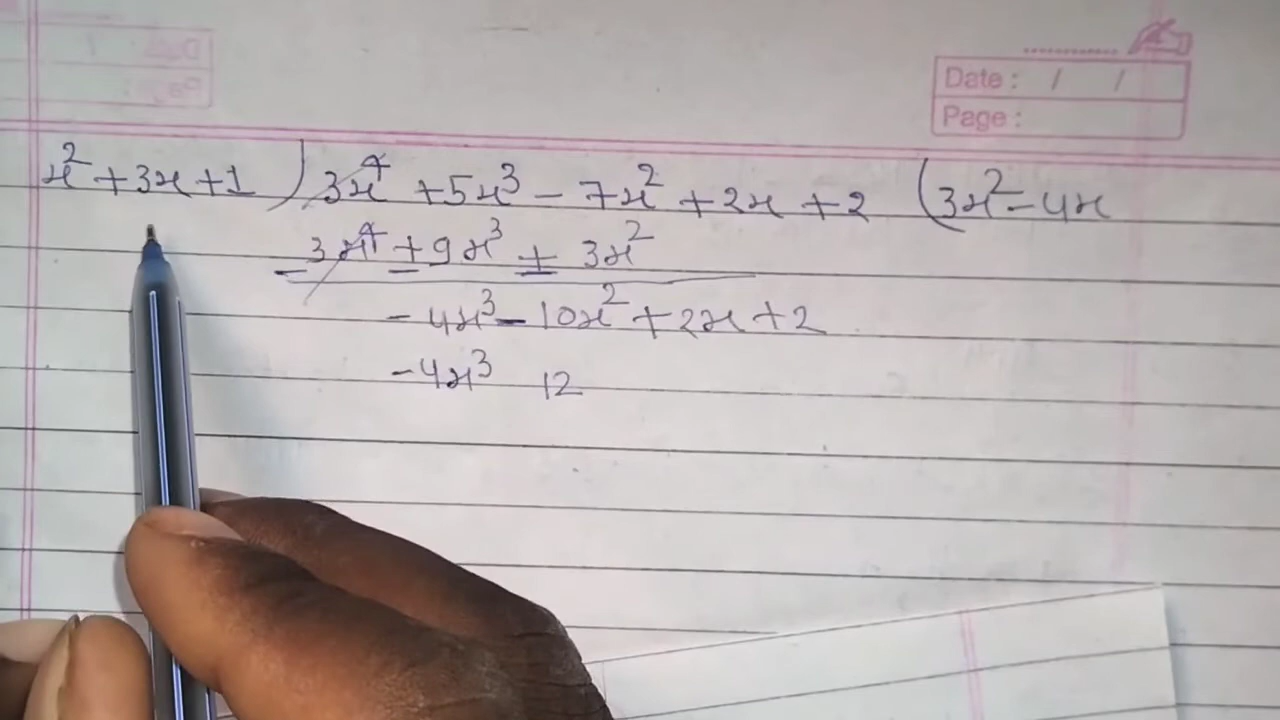 Date : / /
Page :
x² + 3x + 1 ) 3x⁴ + 5x³ - 7x² + 2x + 2 ( 3x² - 4x
3x⁴ + 9x³ + 3x²
- - -
- 4x³ - 10x² + 2x + 2
- 4x³ 12